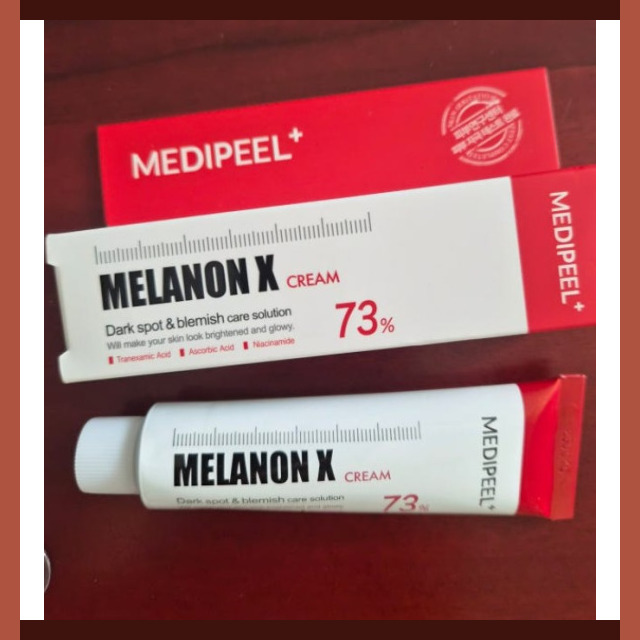 MEDIPEEL+
MELANON X CREAM
Dark spot & blemish care solution
Will make your skin look brightened and glowy.
Tranexamic Acid Ascorbic Acid Niacinamide
73%
MEDIPEEL+
MELANON X CREAM
Dark spot & blemish care solution
73%
MEDIPEEL+